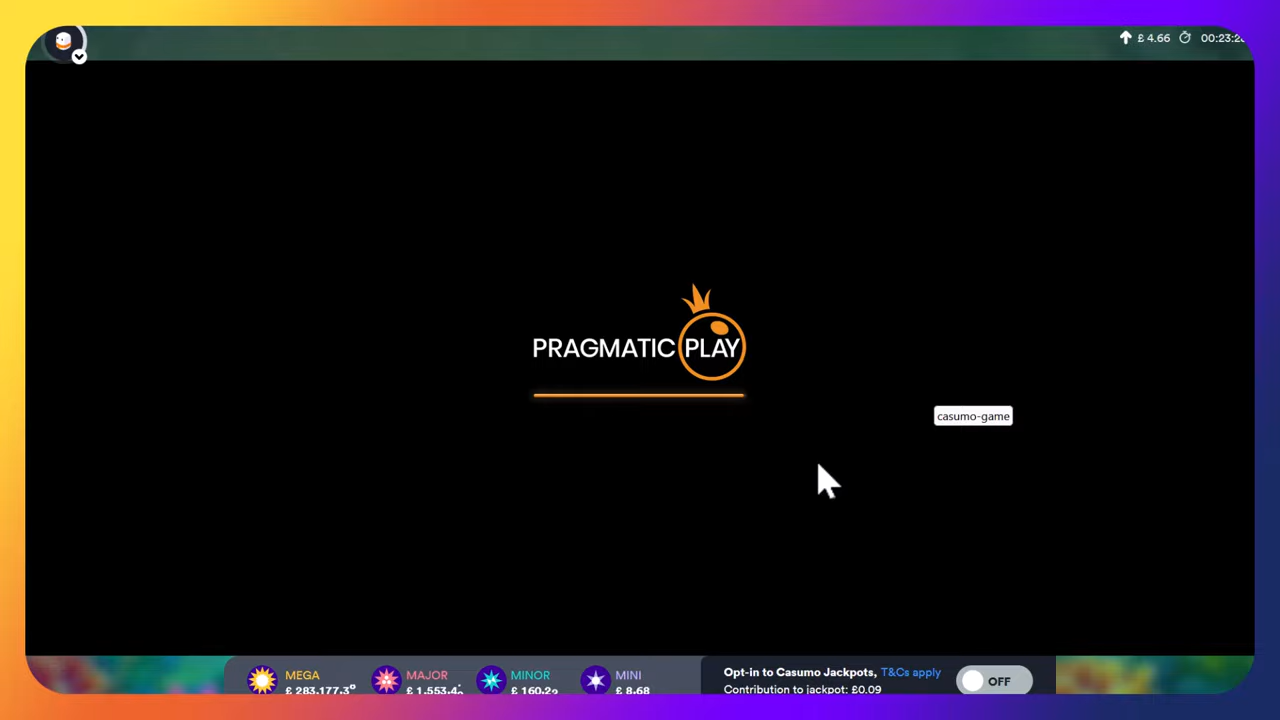 £ 4.66
PRAGMATIC PLAY
casumo-game
MEGA
MAJOR
MINOR
MINI
£ 8.68
Opt-in to Casumo Jackpots, T&Cs apply
Contribution to jackpot: £0.09
OFF